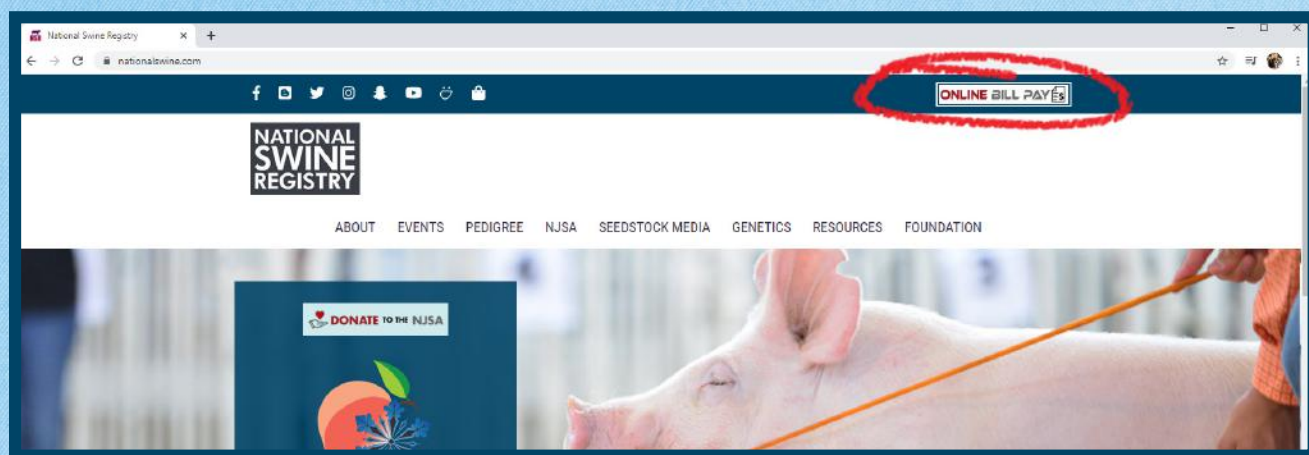 National Swine Registry
nationalswine.com
ONLINE BILL PAY
NATIONAL
SWINE
REGISTRY
ABOUT EVENTS PEDIGREE NJSA SEEDSTOCK MEDIA GENETICS RESOURCES FOUNDATION
DONATE TO THE NJSA